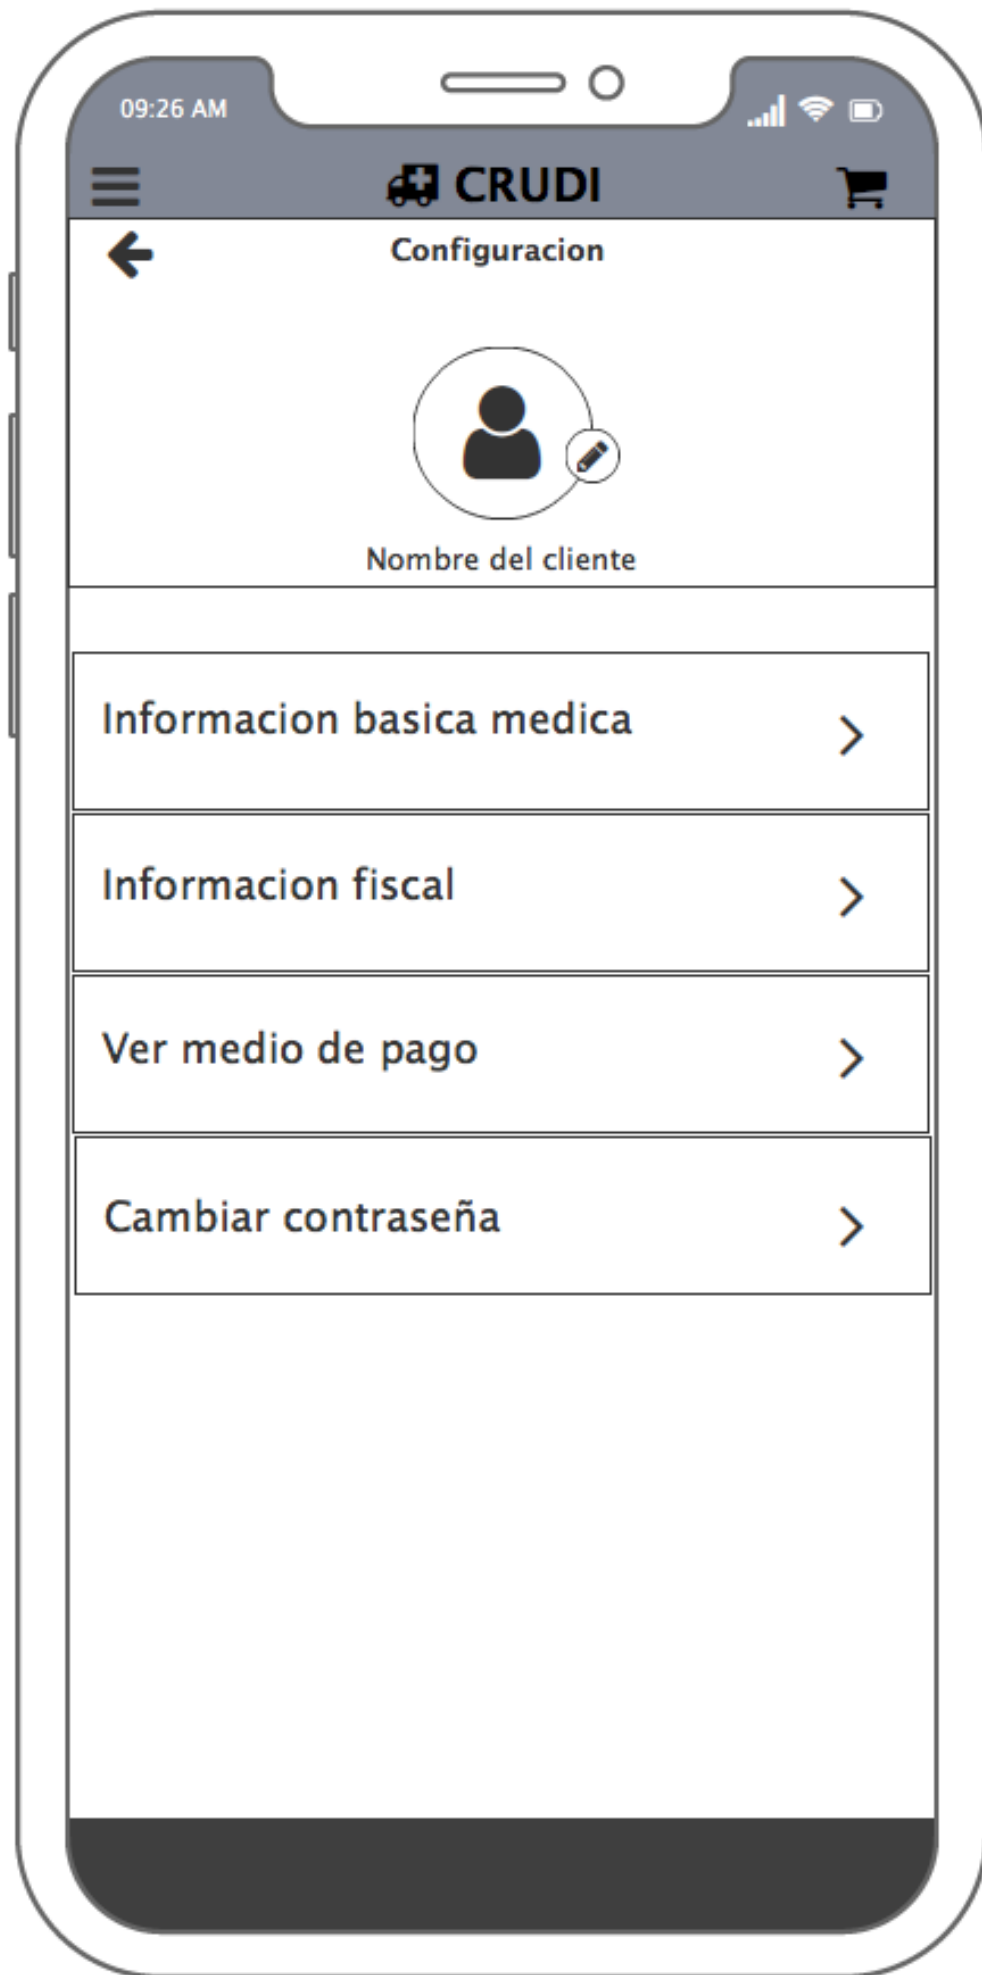 09:26 AM
CRUDI
Configuracion
Nombre del cliente
Informacion basica medica
Informacion fiscal
Ver medio de pago
Cambiar contraseña